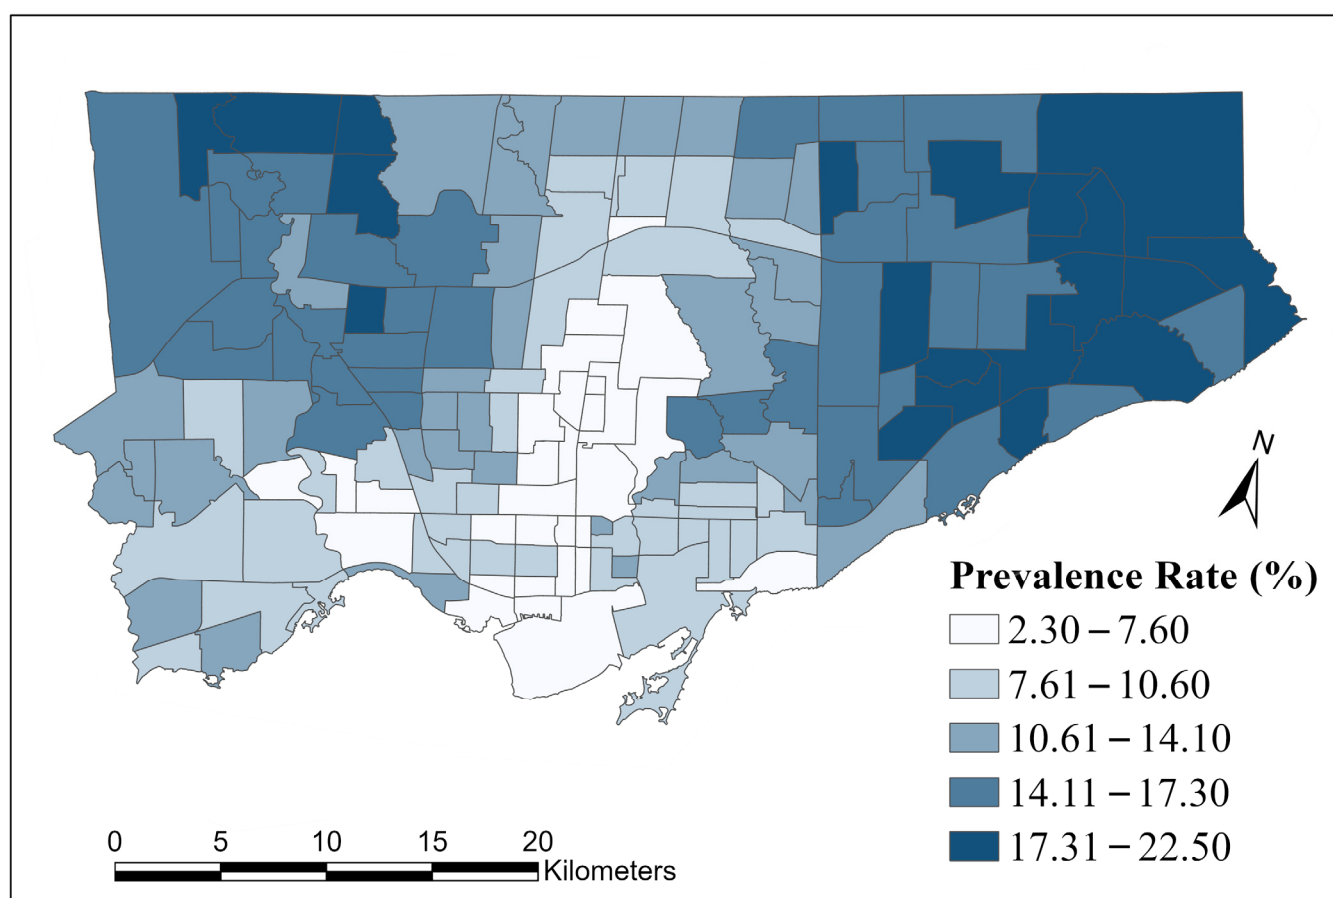 N
Prevalence Rate (%)
2.30 – 7.60
7.61 – 10.60
10.61 – 14.10
14.11 – 17.30
17.31 – 22.50
0 5 10 15 20
Kilometers